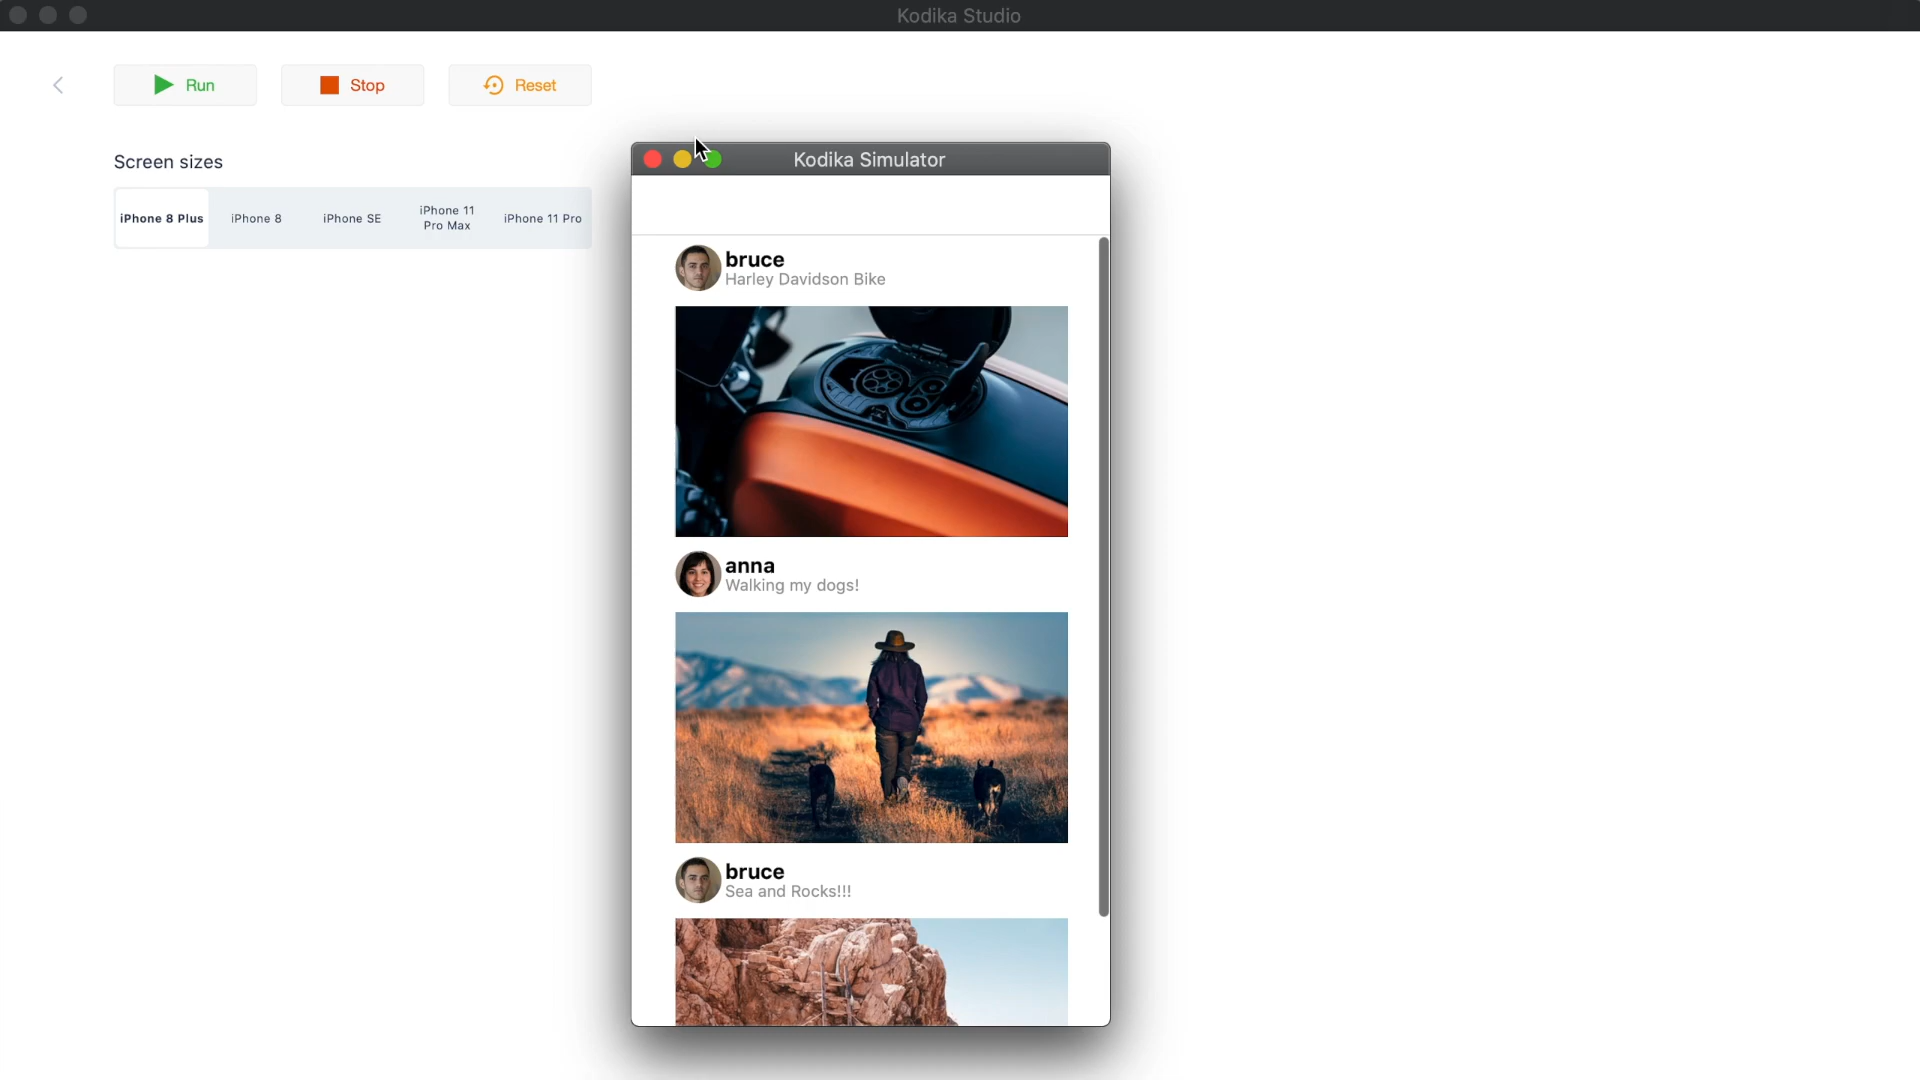 Kodika Studio
Run
Stop
Reset
Screen sizes
iPhone 8 Plus
iPhone 8
iPhone SE
iPhone 11
Pro Max
iPhone 11 Pro
Kodika Simulator
bruce
Harley Davidson Bike
anna
Walking my dogs!
bruce
Sea and Rocks!!!